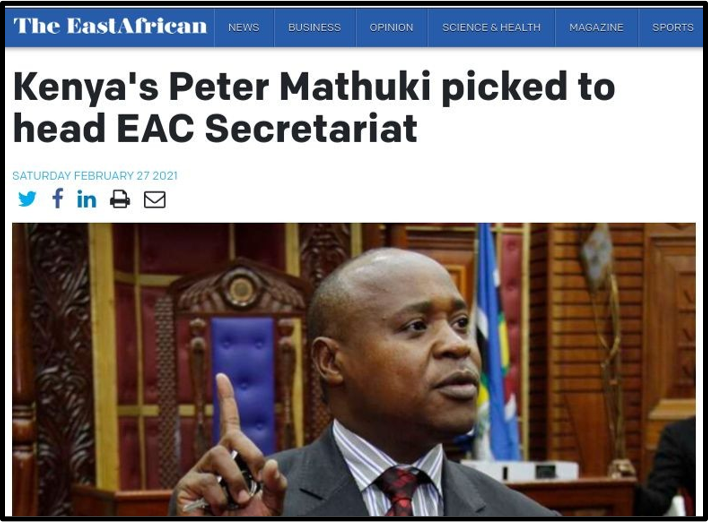 The EastAfrican NEWS BUSINESS OPINION SCIENCE & HEALTH MAGAZINE SPORTS
Kenya's Peter Mathuki picked to
head EAC Secretariat
SATURDAY FEBRUARY 27 2021